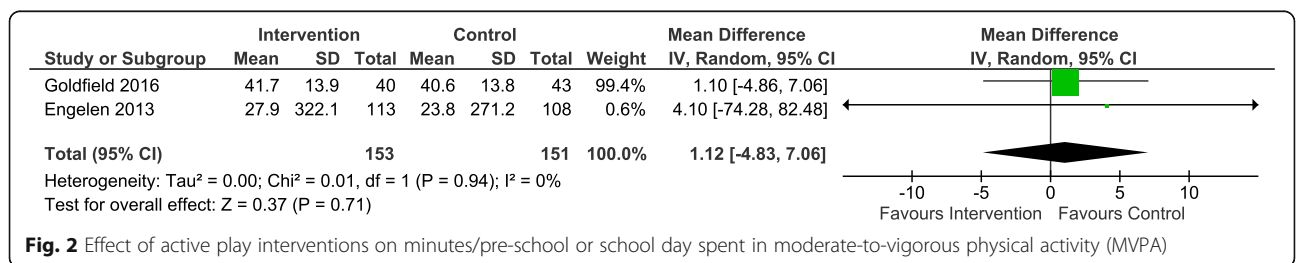 Intervention Control Mean Difference Mean Difference
Study or Subgroup Mean SD Total Mean SD Total Weight IV, Random, 95% CI IV, Random, 95% CI
Goldfield 2016 41.7 13.9 40 40.6 13.8 43 99.4% 1.10 [-4.86, 7.06]
Engelen 2013 27.9 322.1 113 23.8 271.2 108 0.6% 4.10 [-74.28, 82.48]
Total (95% CI) 153 151 100.0% 1.12 [-4.83, 7.06]
Heterogeneity: Tau² = 0.00; Chi² = 0.01, df = 1 (P = 0.94); I² = 0%
Test for overall effect: Z = 0.37 (P = 0.71)
-10 -5 0 5 10
Favours Intervention Favours Control
Fig. 2 Effect of active play interventions on minutes/pre-school or school day spent in moderate-to-vigorous physical activity (MVPA)